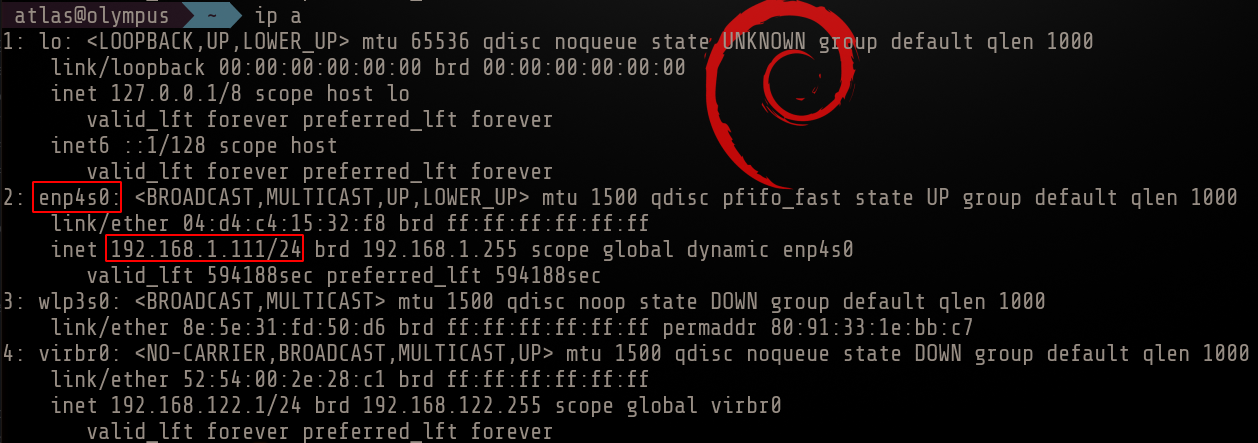 atlas@olympus ~ ip a
1: lo: <LOOPBACK,UP,LOWER_UP> mtu 65536 qdisc noqueue state UNKNOWN group default qlen 1000
link/loopback 00:00:00:00:00:00 brd 00:00:00:00:00:00
inet 127.0.0.1/8 scope host lo
valid_lft forever preferred_lft forever
inet6 ::1/128 scope host
valid_lft forever preferred_lft forever
2: enp4s0: <BROADCAST,MULTICAST,UP,LOWER_UP> mtu 1500 qdisc pfifo_fast state UP group default qlen 1000
link/ether 04:d4:c4:15:32:f8 brd ff:ff:ff:ff:ff:ff
inet 192.168.1.111/24 brd 192.168.1.255 scope global dynamic enp4s0
valid_lft 594188sec preferred_lft 594188sec
3: wlp3s0: <BROADCAST,MULTICAST> mtu 1500 qdisc noop state DOWN group default qlen 1000
link/ether 8e:5e:31:fd:50:d6 brd ff:ff:ff:ff:ff:ff permaddr 80:91:33:1e:bb:c7
4: virbr0: <NO-CARRIER,BROADCAST,MULTICAST,UP> mtu 1500 qdisc noqueue state DOWN group default qlen 1000
link/ether 52:54:00:2e:28:c1 brd ff:ff:ff:ff:ff:ff
inet 192.168.122.1/24 brd 192.168.122.255 scope global virbr0
valid_lft forever preferred_lft forever